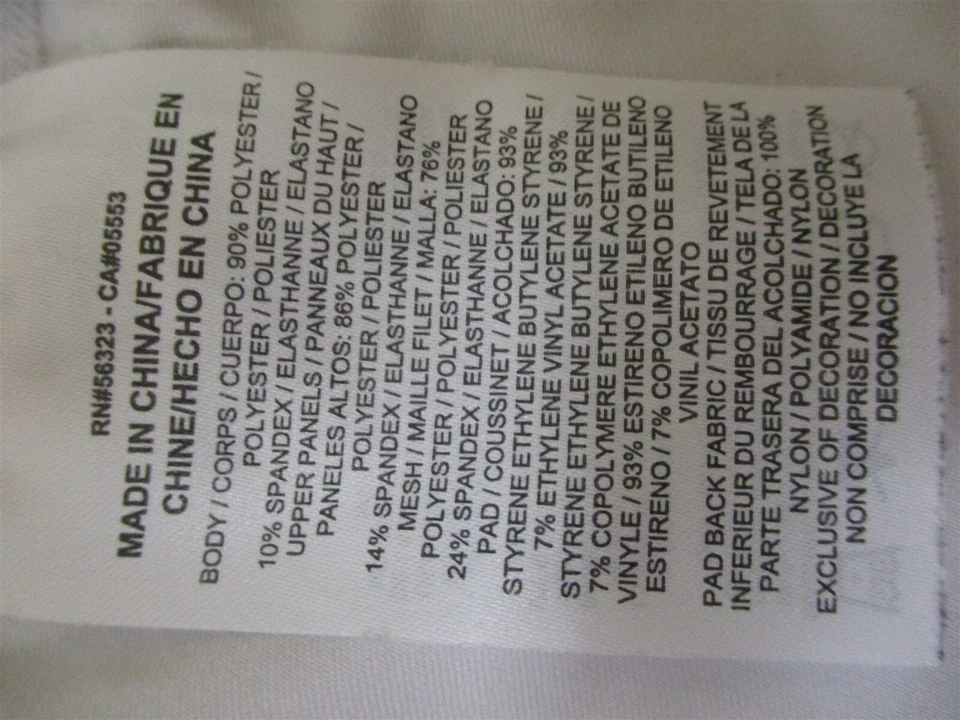 RN#56323 - CA#05553
MADE IN CHINA/FABRIQUE EN
CHINE/HECHO EN CHINA
BODY / CORPS / CUERPO: 90% POLYESTER /
POLYESTER / POLIESTER
10% SPANDEX / ELASTHANNE / ELASTANO
UPPER PANELS / PANNEAUX DU HAUT /
PANELES ALTOS: 86% POLYESTER /
POLYESTER / POLIESTER
14% SPANDEX / ELASTHANNE / ELASTANO
MESH / MAILLE FILET / MALLA: 76%
POLYESTER / POLYESTER / POLIESTER
24% SPANDEX / ELASTHANNE / ELASTANO
PAD / COUSSINET / ACOLCHADO: 93%
STYRENE ETHYLENE BUTYLENE STYRENE /
7% ETHYLENE VINYL ACETATE / 93%
STYRENE ETHYLENE BUTYLENE STYRENE /
7% COPOLYMERE ETHYLENE ACETATE DE
VINYLE / 93% ESTIRENO ETILENO BUTILENO
ESTIRENO / 7% COPOLIMERO DE ETILENO
VINIL ACETATO
PAD BACK FABRIC / TISSU DE REVETEMENT
INFERIEUR DU REMBOURRAGE / TELA DE LA
PARTE TRASERA DEL ACOLCHADO: 100%
NYLON / POLYAMIDE / NYLON
EXCLUSIVE OF DECORATION / DECORATION
NON COMPRISE / NO INCLUYE LA
DECORACION